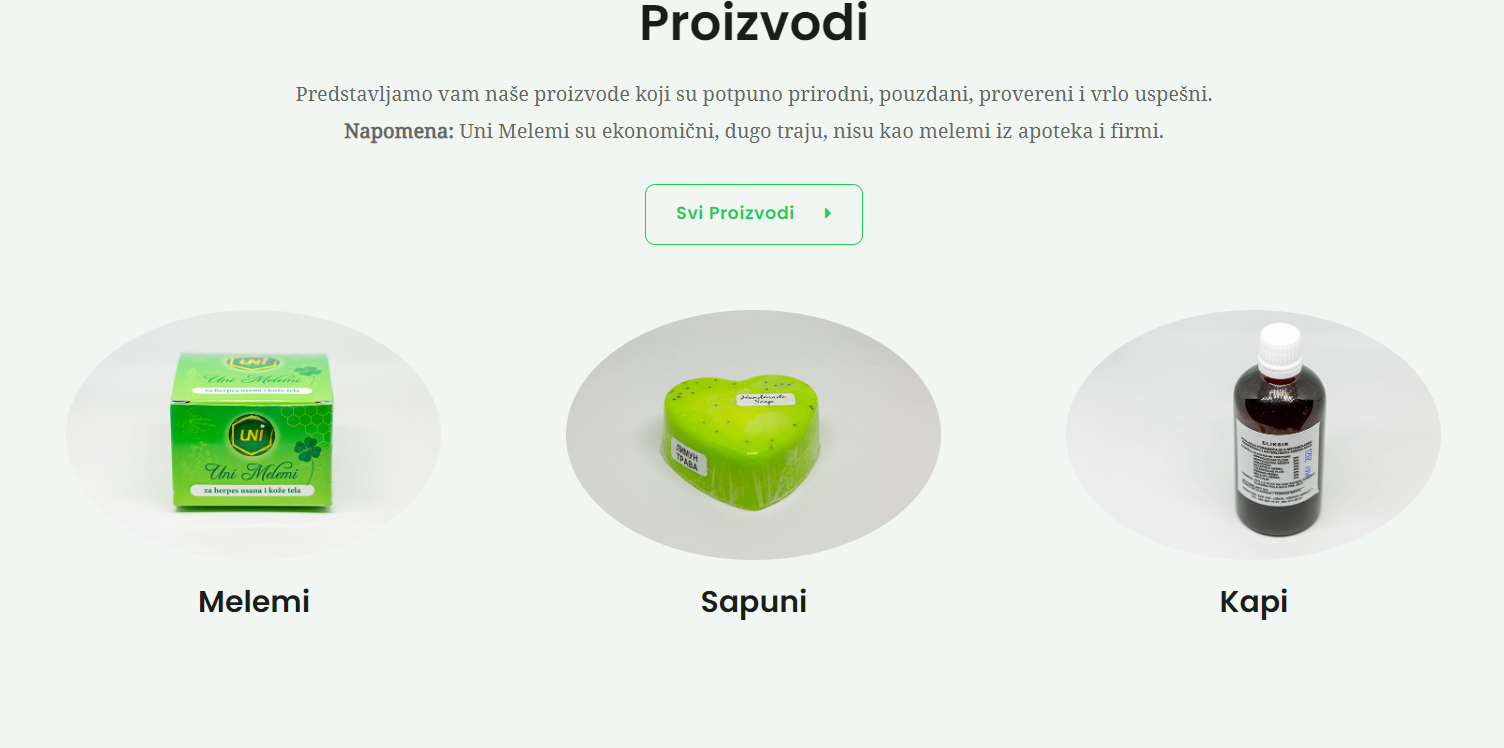 Proizvodi
Predstavljamo vam naše proizvode koji su potpuno prirodni, pouzdani, provereni i vrlo uspešni.
Napomena: Uni Melemi su ekonomični, dugo traju, nisu kao melemi iz apoteka i firmi.
Svi Proizvodi
UNi
Uni Melemi
za herpes usana i kože tela
UNi
Uni Melemi
za herpes usana i kože tela
Handmade
Soap
ЛИМУН
ТРАВА
ELIKSIR
Melemi
Sapuni
Kapi